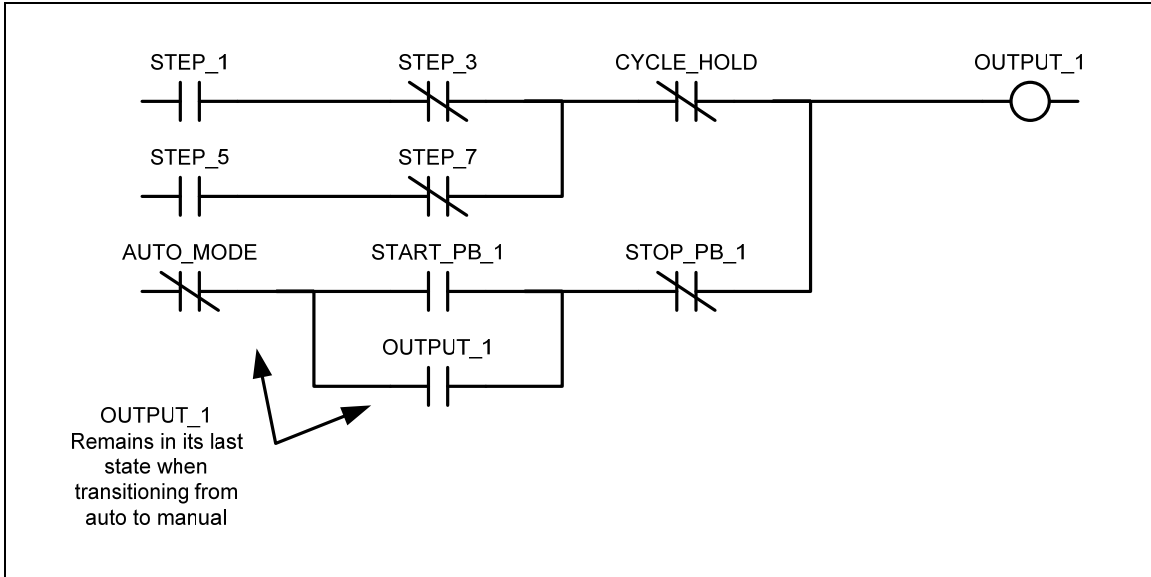 STEP_1
STEP_3
CYCLE_HOLD
OUTPUT_1
STEP_5
STEP_7
AUTO_MODE
START_PB_1
STOP_PB_1
OUTPUT_1
OUTPUT_1
Remains in its last
state when
transitioning from
auto to manual